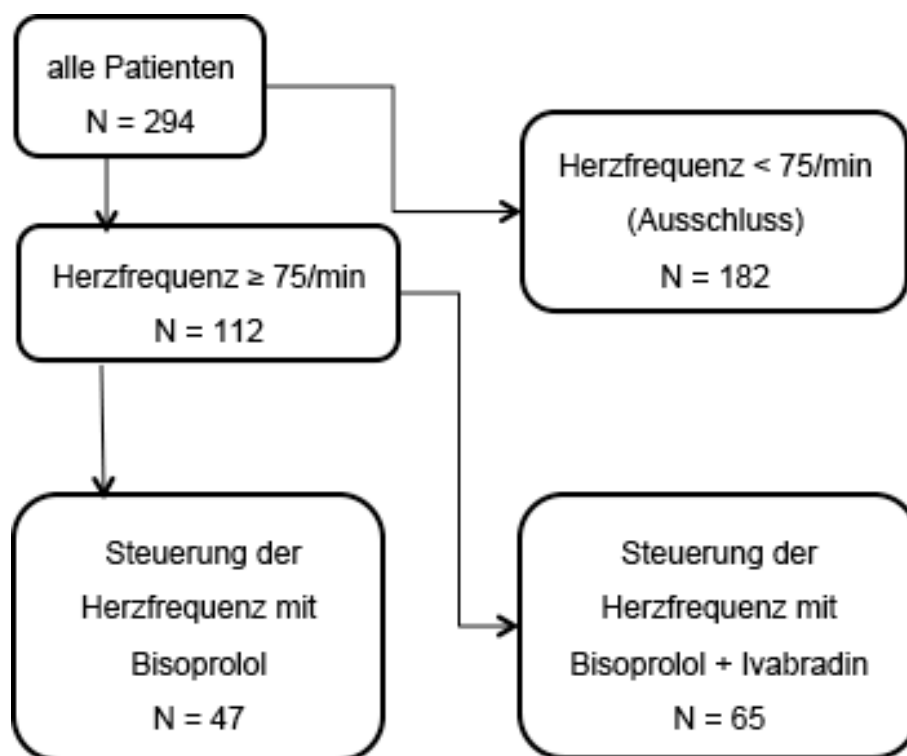 alle Patienten
N = 294
Herzfrequenz < 75/min
(Ausschluss)
N = 182
Herzfrequenz ≥ 75/min
N = 112
Steuerung der
Herzfrequenz mit
Bisoprolol
N = 47
Steuerung der
Herzfrequenz mit
Bisoprolol + Ivabradin
N = 65